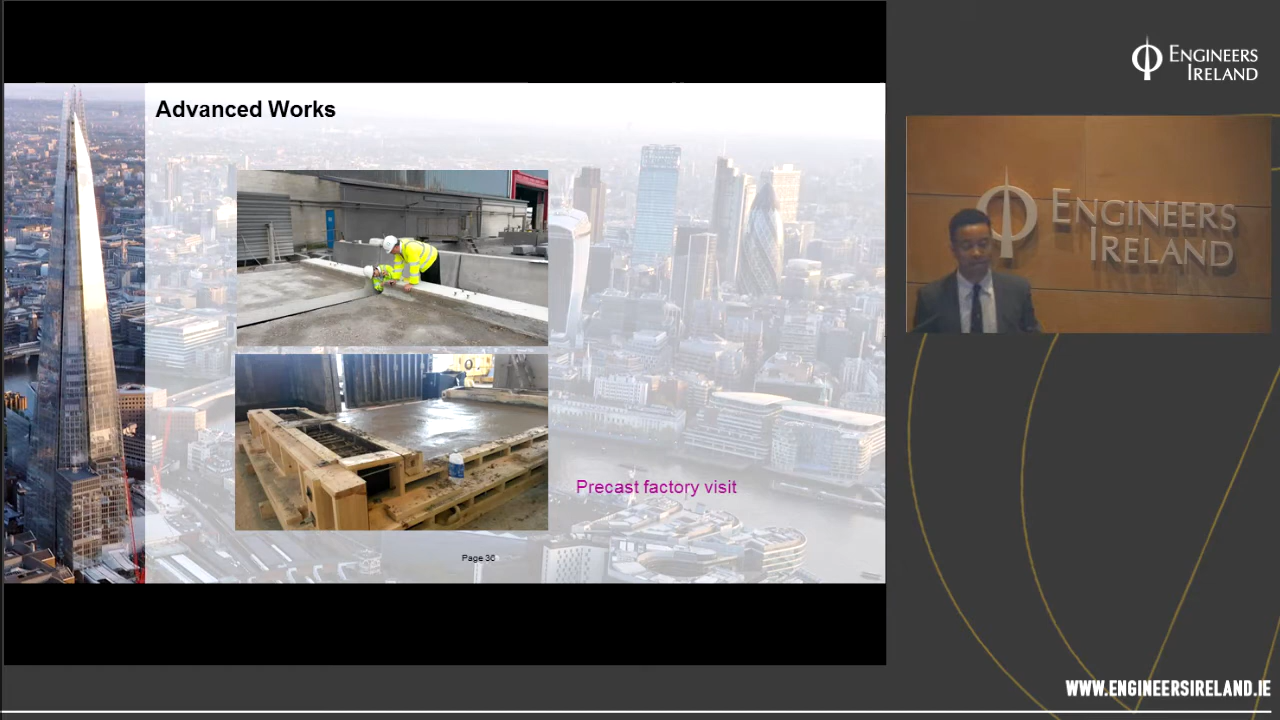 Advanced Works
Precast factory visit
Page 36
ENGINEERS
IRELAND
ENGINEERS
IRELAND
WWW.ENGINEERSIRELAND.IE